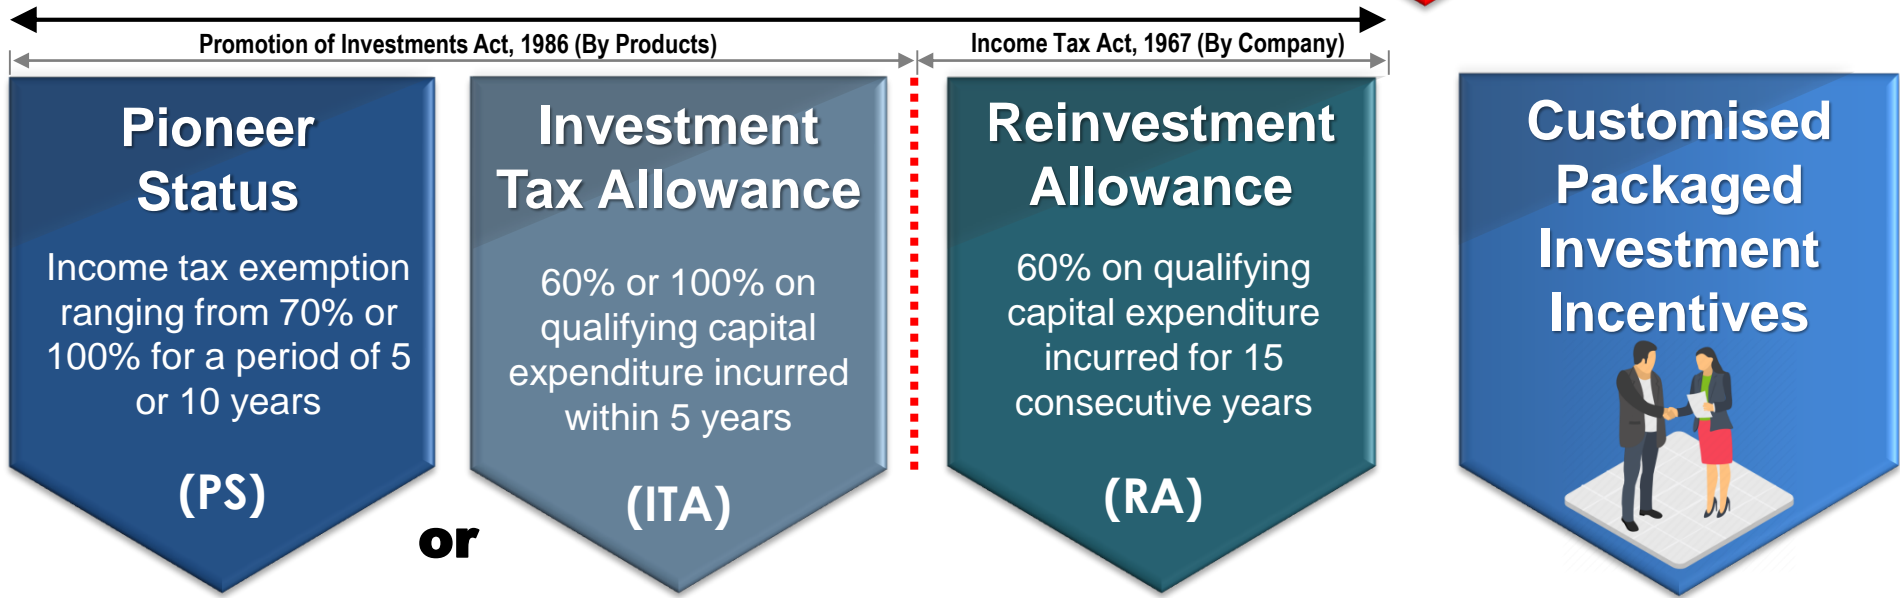 Promotion of Investments Act, 1986 (By Products)
Income Tax Act, 1967 (By Company)
Pioneer
Status
Income tax exemption
ranging from 70% or
100% for a period of 5
or 10 years
(PS)
or
Investment
Tax Allowance
60% or 100% on
qualifying capital
expenditure incurred
within 5 years
(ITA)
Reinvestment
Allowance
60% on qualifying
capital expenditure
incurred for 15
consecutive years
(RA)
Customised
Packaged
Investment
Incentives